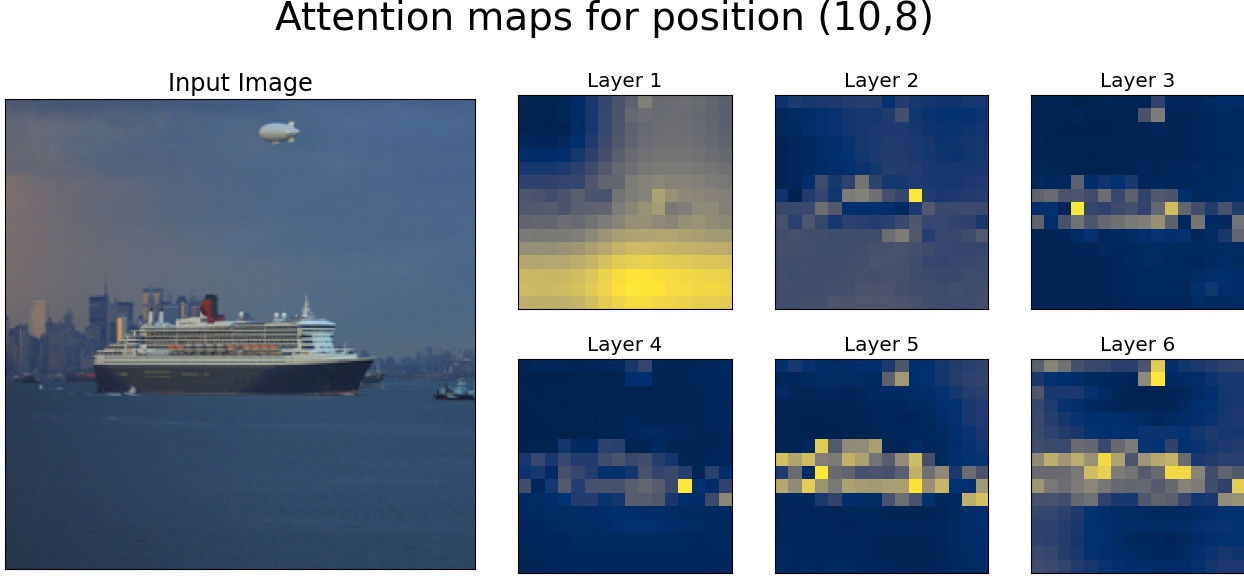 Attention maps for position (10,8)
Input Image
Layer 1
Layer 2
Layer 3
Layer 4
Layer 5
Layer 6